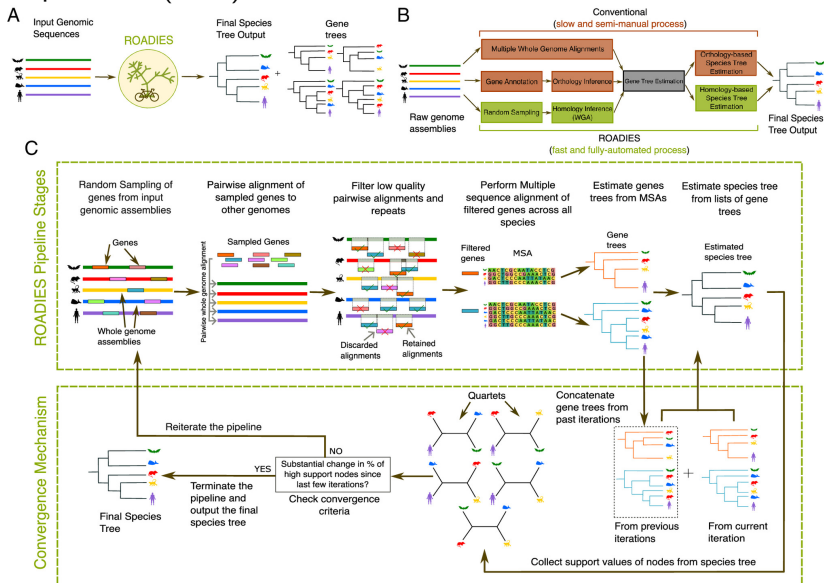 A
Input Genomic
Sequences
ROADIES
Final Species
Tree Output
Gene
trees
+
B
Conventional
(slow and semi-manual process)
Multiple Whole Genome Alignments
Gene Annotation
Orthology Inference
Gene Tree Estimation
Orthology-based
Species Tree
Estimation
Random Sampling
Homology Inference
(WGA)
Homology-based
Species Tree
Estimation
Raw genome
assemblies
Final Species
Tree Output
ROADIES
(fast and fully-automated process)
C
ROADIES Pipeline Stages
Random Sampling of
genes from input
genomic assemblies
Genes
Whole genome
assemblies
Pairwise alignment of
sampled genes to
other genomes
Sampled Genes
Pairwise whole genome alignment
Filter low quality
pairwise alignments and
repeats
Discarded
alignments
Retained
alignments
Perform Multiple
sequence alignment of
filtered genes across all
species
Filtered
genes
MSA
Estimate genes
trees from MSAs
Gene
trees
Estimate species tree
from lists of gene
trees
Estimated
species tree
Convergence Mechanism
Reiterate the pipeline
NO
YES
Substantial change in % of
high support nodes since
last few iterations?
Check convergence
criteria
Terminate the
pipeline and
output the final
species tree
Final Species
Tree
Quartets
Concatenate
gene trees from
past iterations
+
From previous
iterations
From current
iteration
Collect support values of nodes from species tree